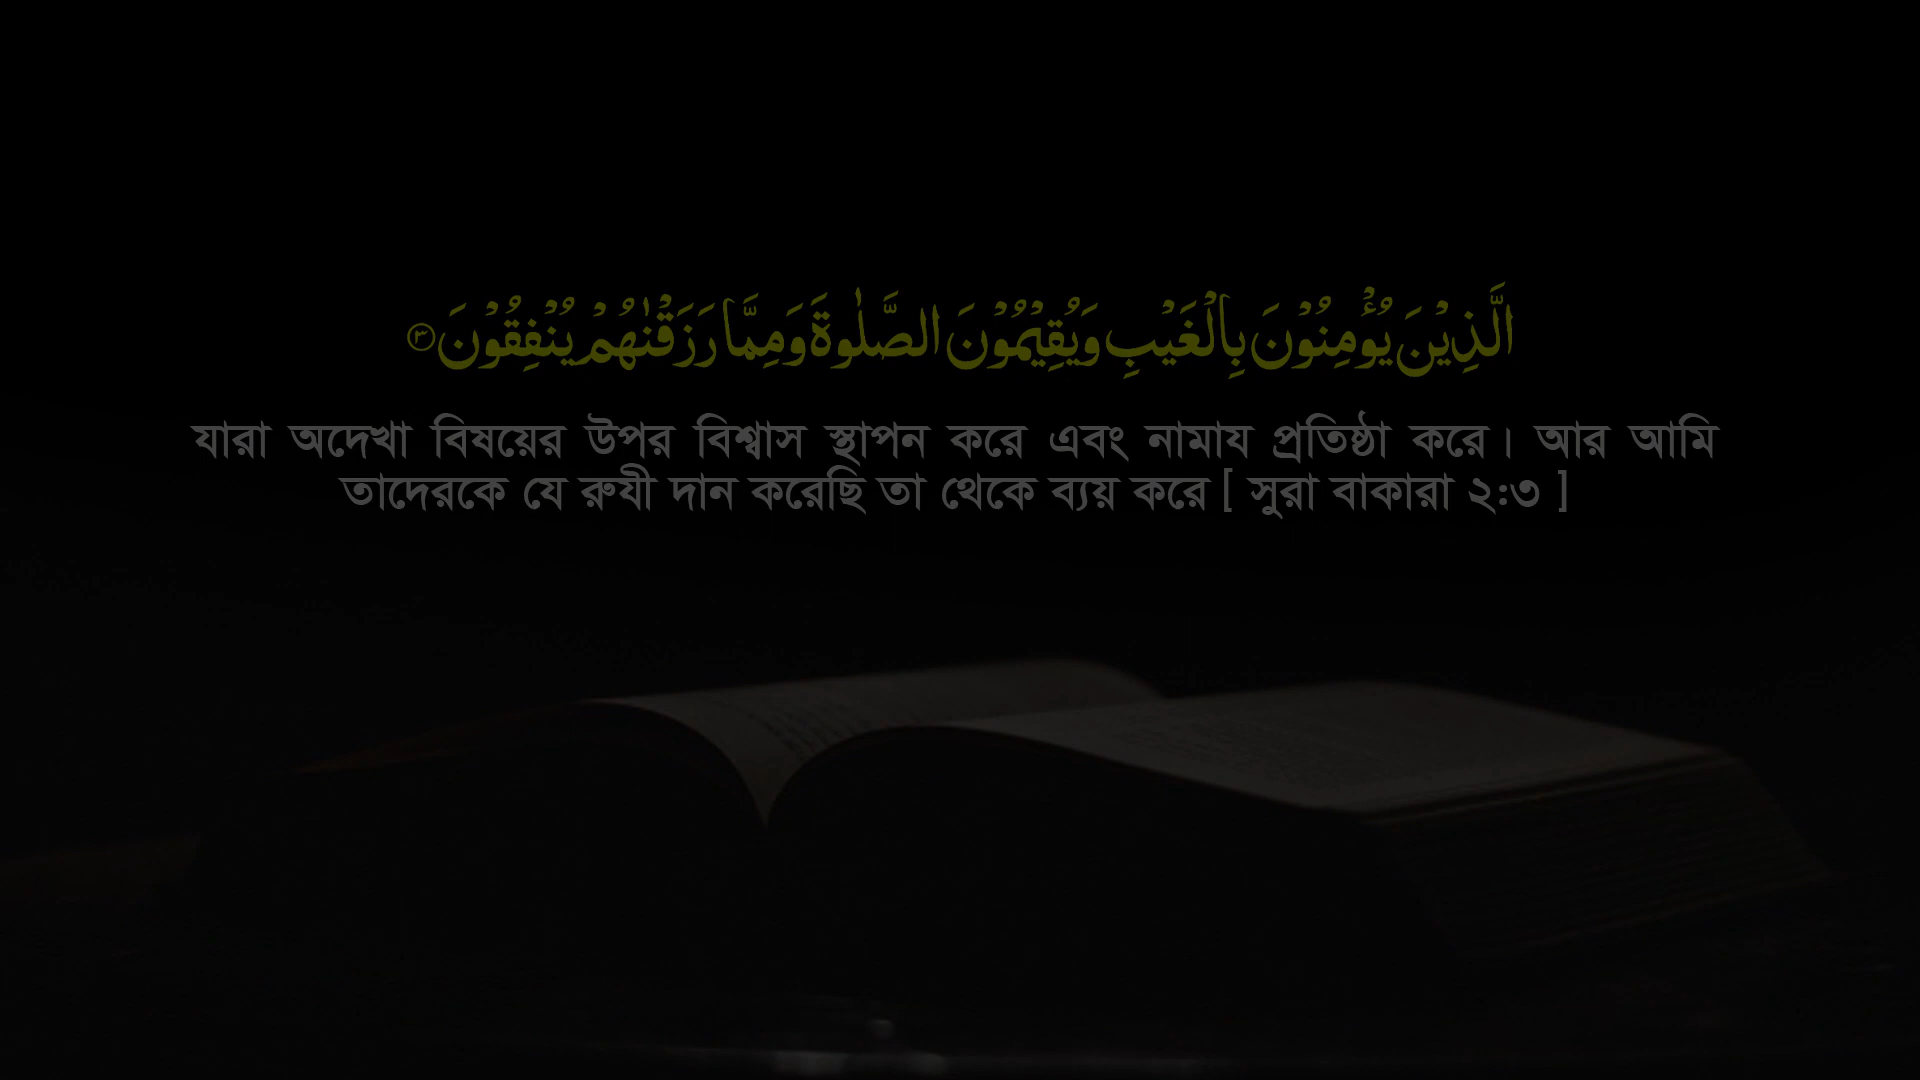 الَّذِيْنَ يُؤْمِنُوْنَ بِالْغَيْبِ وَيُقِيْمُوْنَ الصَّلٰوةَ وَمِمَّا رَزَقْنٰهُمْ يُنْفِقُوْنَ ۝٣
যারা অদেখা বিষয়ের উপর বিশ্বাস স্থাপন করে এবং নামায প্রতিষ্ঠা করে। আর আমি
তাদেরকে যে রুযী দান করেছি তা থেকে ব্যয় করে [ সুরা বাকারা ২:৩ ]